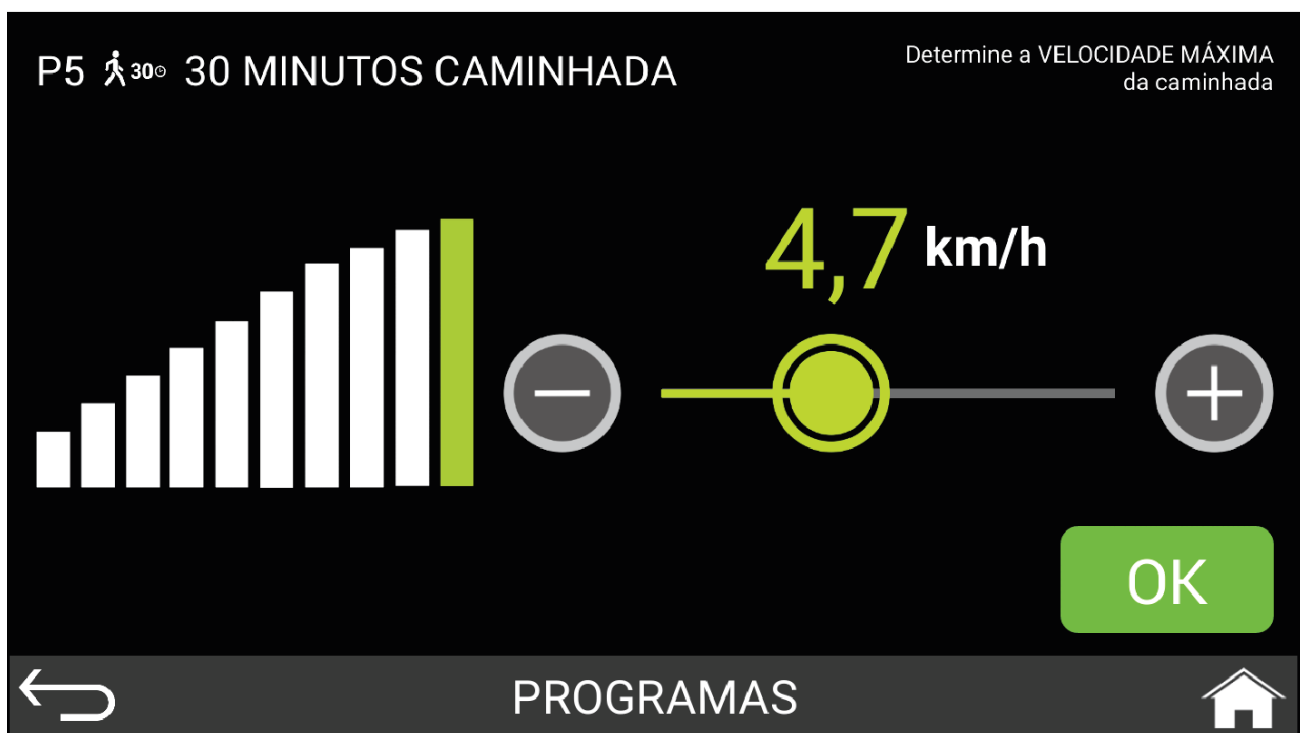 P5 30 30 MINUTOS CAMINHADA
Determine a VELOCIDADE MÁXIMA
da caminhada
4,7 km/h
OK
PROGRAMAS